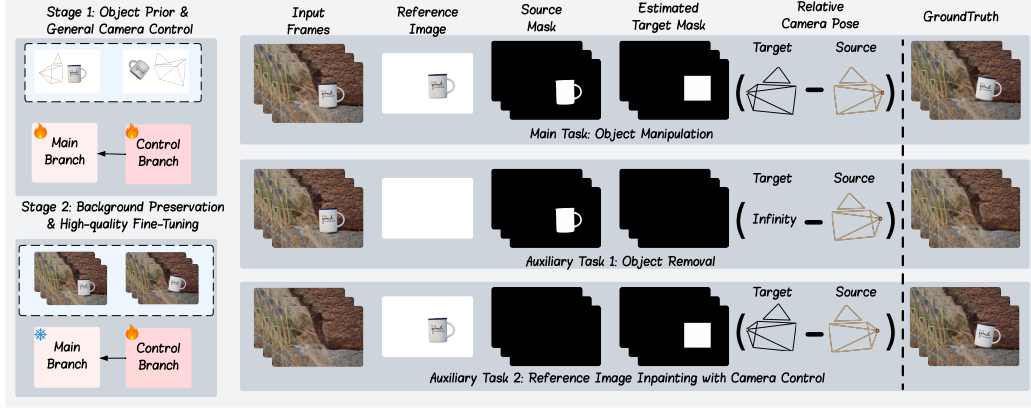 Stage 1: Object Prior &
General Camera Control
Main
Branch
Control
Branch
Stage 2: Background Preservation
& High-quality Fine-Tuning
Main
Branch
Control
Branch
Input
Frames
Reference
Image
Source
Mask
Estimated
Target Mask
Relative
Camera Pose
GroundTruth
Target
Source
Main Task: Object Manipulation
Target
Source
Infinity
Auxiliary Task 1: Object Removal
Target
Source
Auxiliary Task 2: Reference Image Inpainting with Camera Control